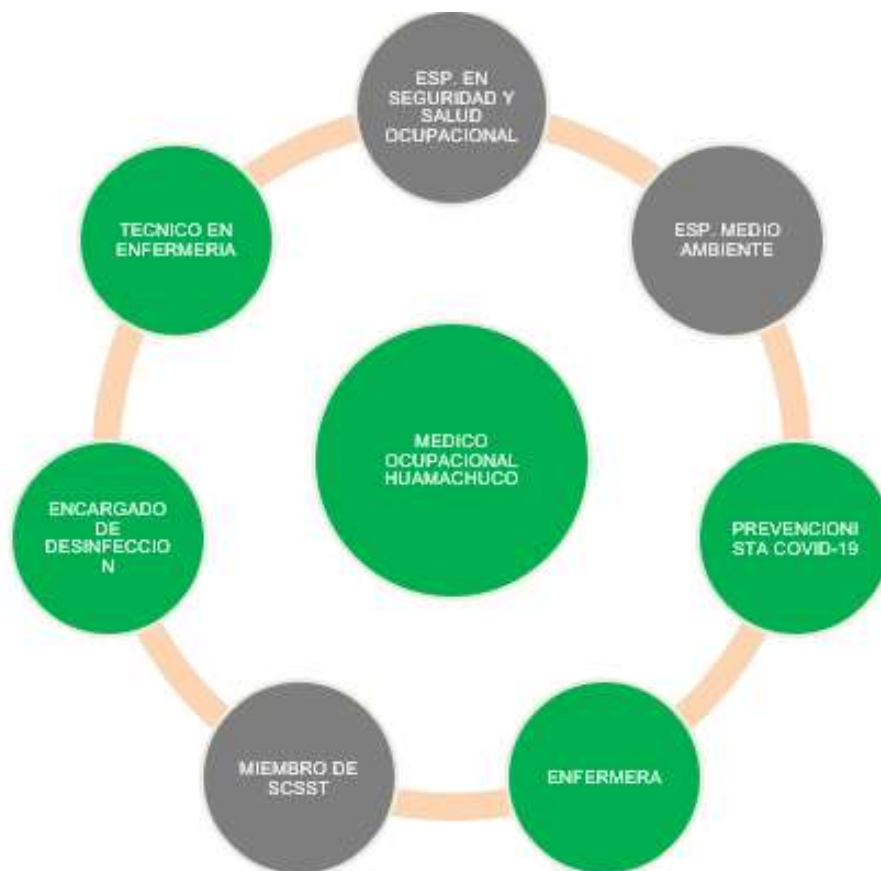 ESP. EN
SEGURIDAD Y
SALUD
OCUPACIONAL
ESP. MEDIO
AMBIENTE
PREVENCIONI
STA COVID-19
ENFERMERA
MIEMBRO DE
SCSST
ENCARGADO
DE
DESINFECCIO
N
TECNICO EN
ENFERMERIA
MEDICO
OCUPACIONAL
HUAMACHUCO